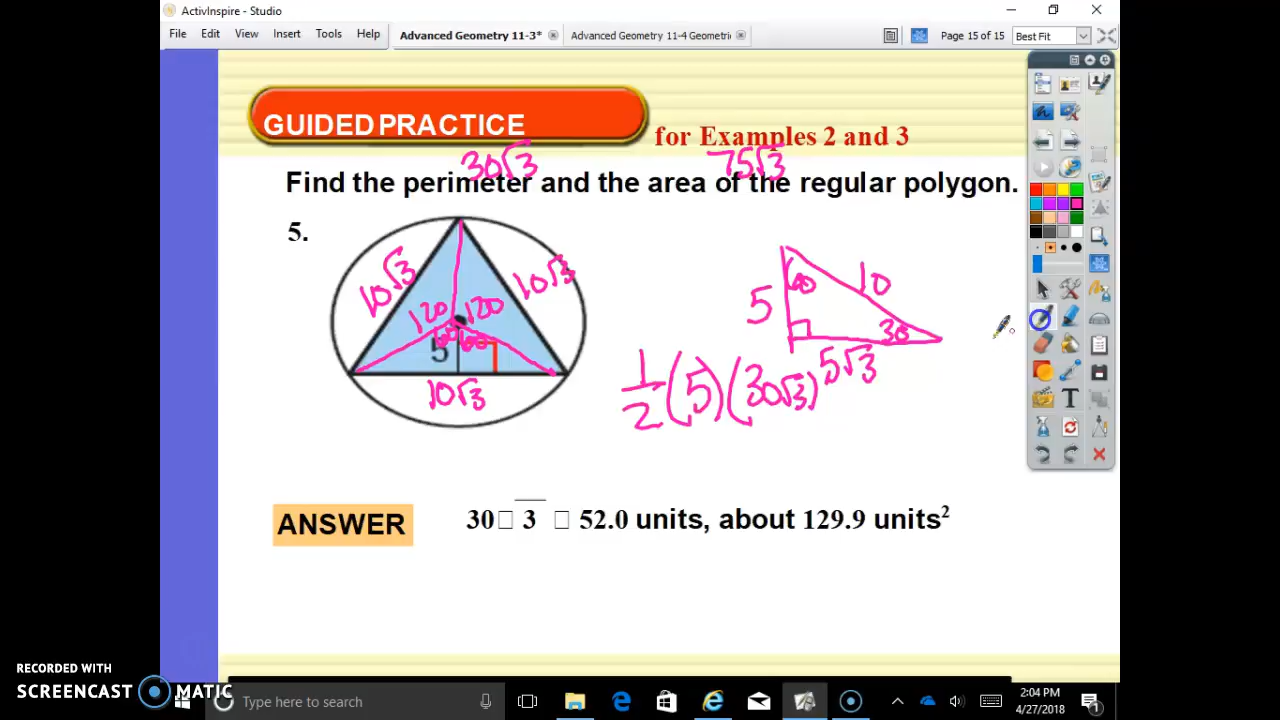 ActivInspire - Studio
File Edit View Insert Tools Help
Advanced Geometry 11-3*
Advanced Geometry 11-4 Geometri
Page 15 of 15
Best Fit
GUIDED PRACTICE
for Examples 2 and 3
30√3
75√3
Find the perimeter and the area of the regular polygon.
5.
10√3
10√3
120
120
60
60
5
10√3
5
60
10
30
5√3
1/2 (5)(30√3)
ANSWER
30□ 3 □ 52.0 units, about 129.9 units²
RECORDED WITH
SCREENCAST MATIC
Type here to search
2:04 PM
4/27/2018
1